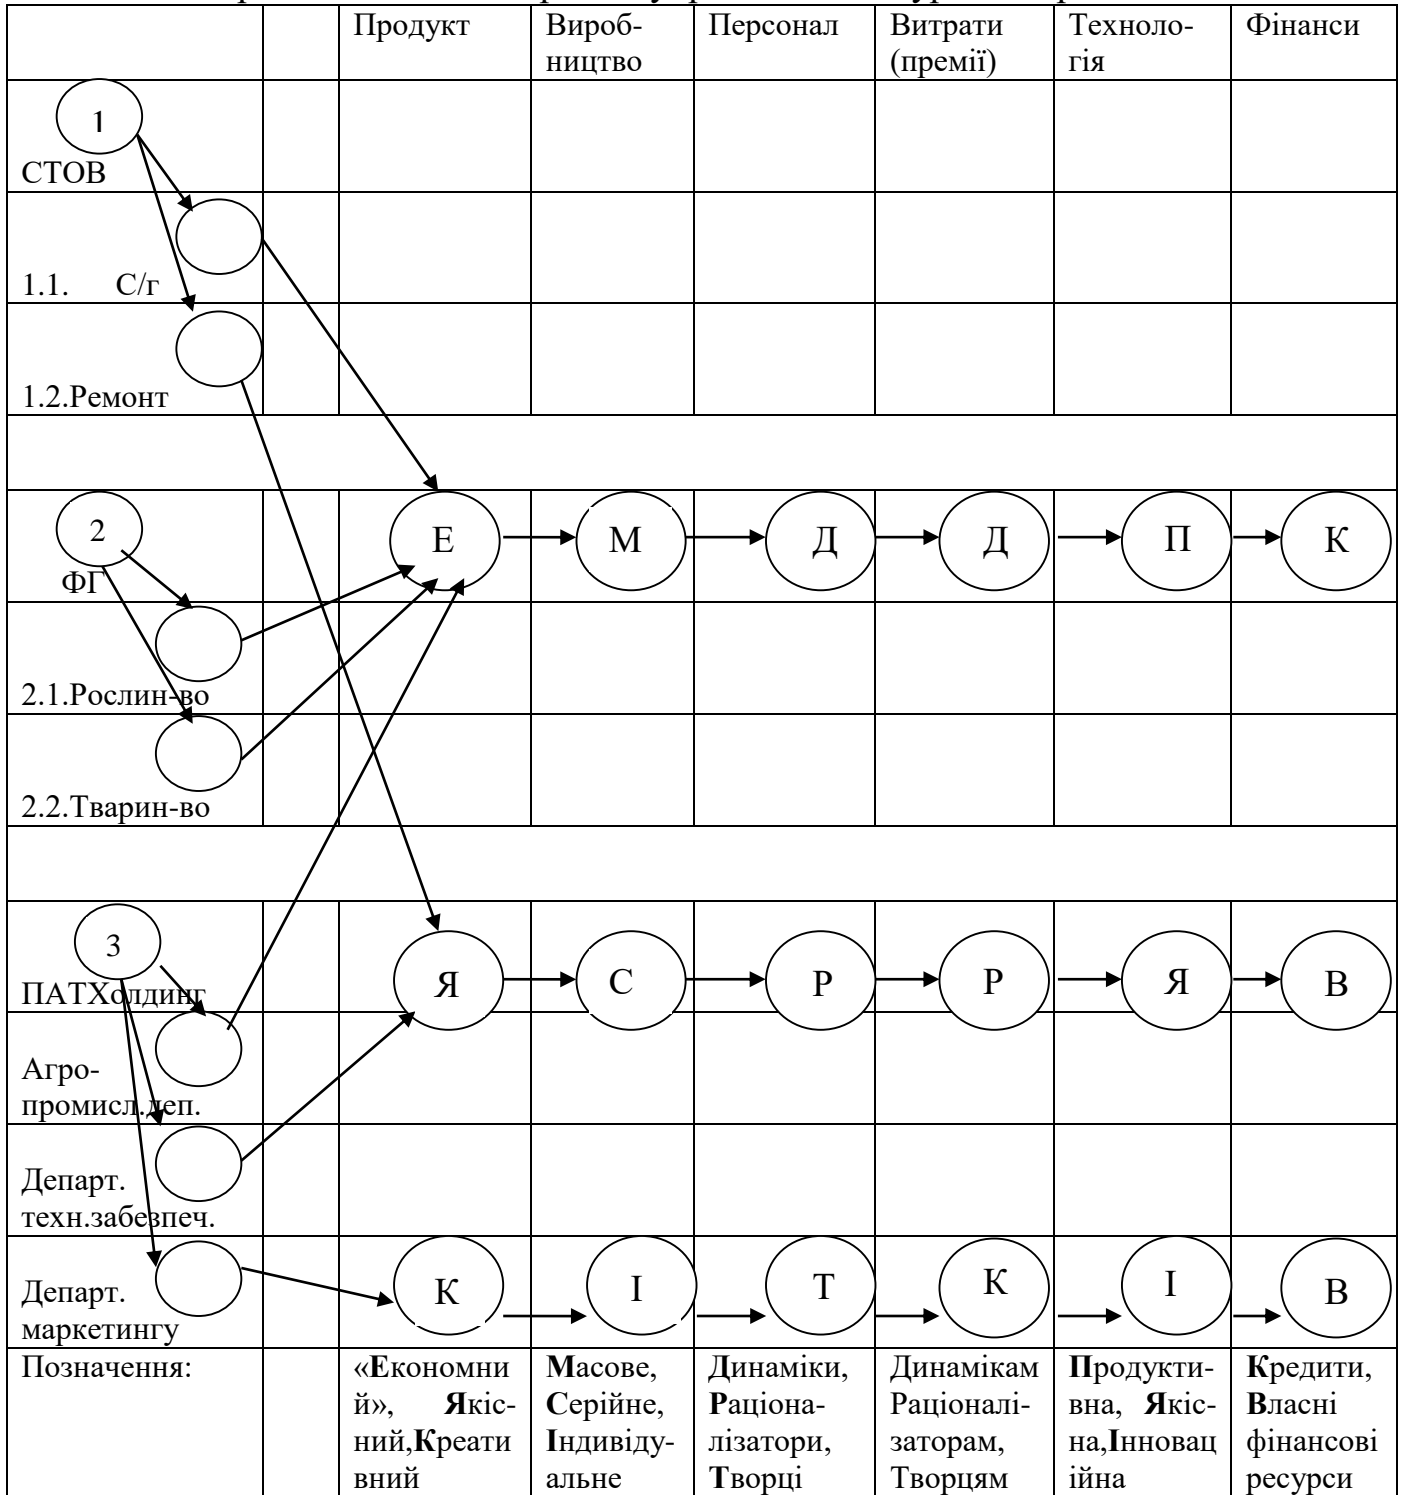 Продукт
Вироб-
ництво
Персонал
Витрати
(премії)
Техноло-
гія
Фінанси
1
СТОВ
1.1. С/г
1.2.Ремонт
2
ФГ
Е М Д Д П К
2.1.Рослин-во
2.2.Тварин-во
3
ПАТХолдинг
Я С Р Р Я В
Агро-
промисл.деп.
Департ.
техн.забезпеч.
Департ.
маркетингу
К І Т К І В
Позначення:
«Економни
й», Якіс-
ний,Креати
вний
Масове,
Серійне,
Індивіду-
альне
Динаміки,
Раціона-
лізатори,
Творці
Динамікам
Раціоналі-
заторам,
Творцям
Продукти-
вна, Якіс-
на,Інновац
ійна
Кредити,
Власні
фінансові
ресурси